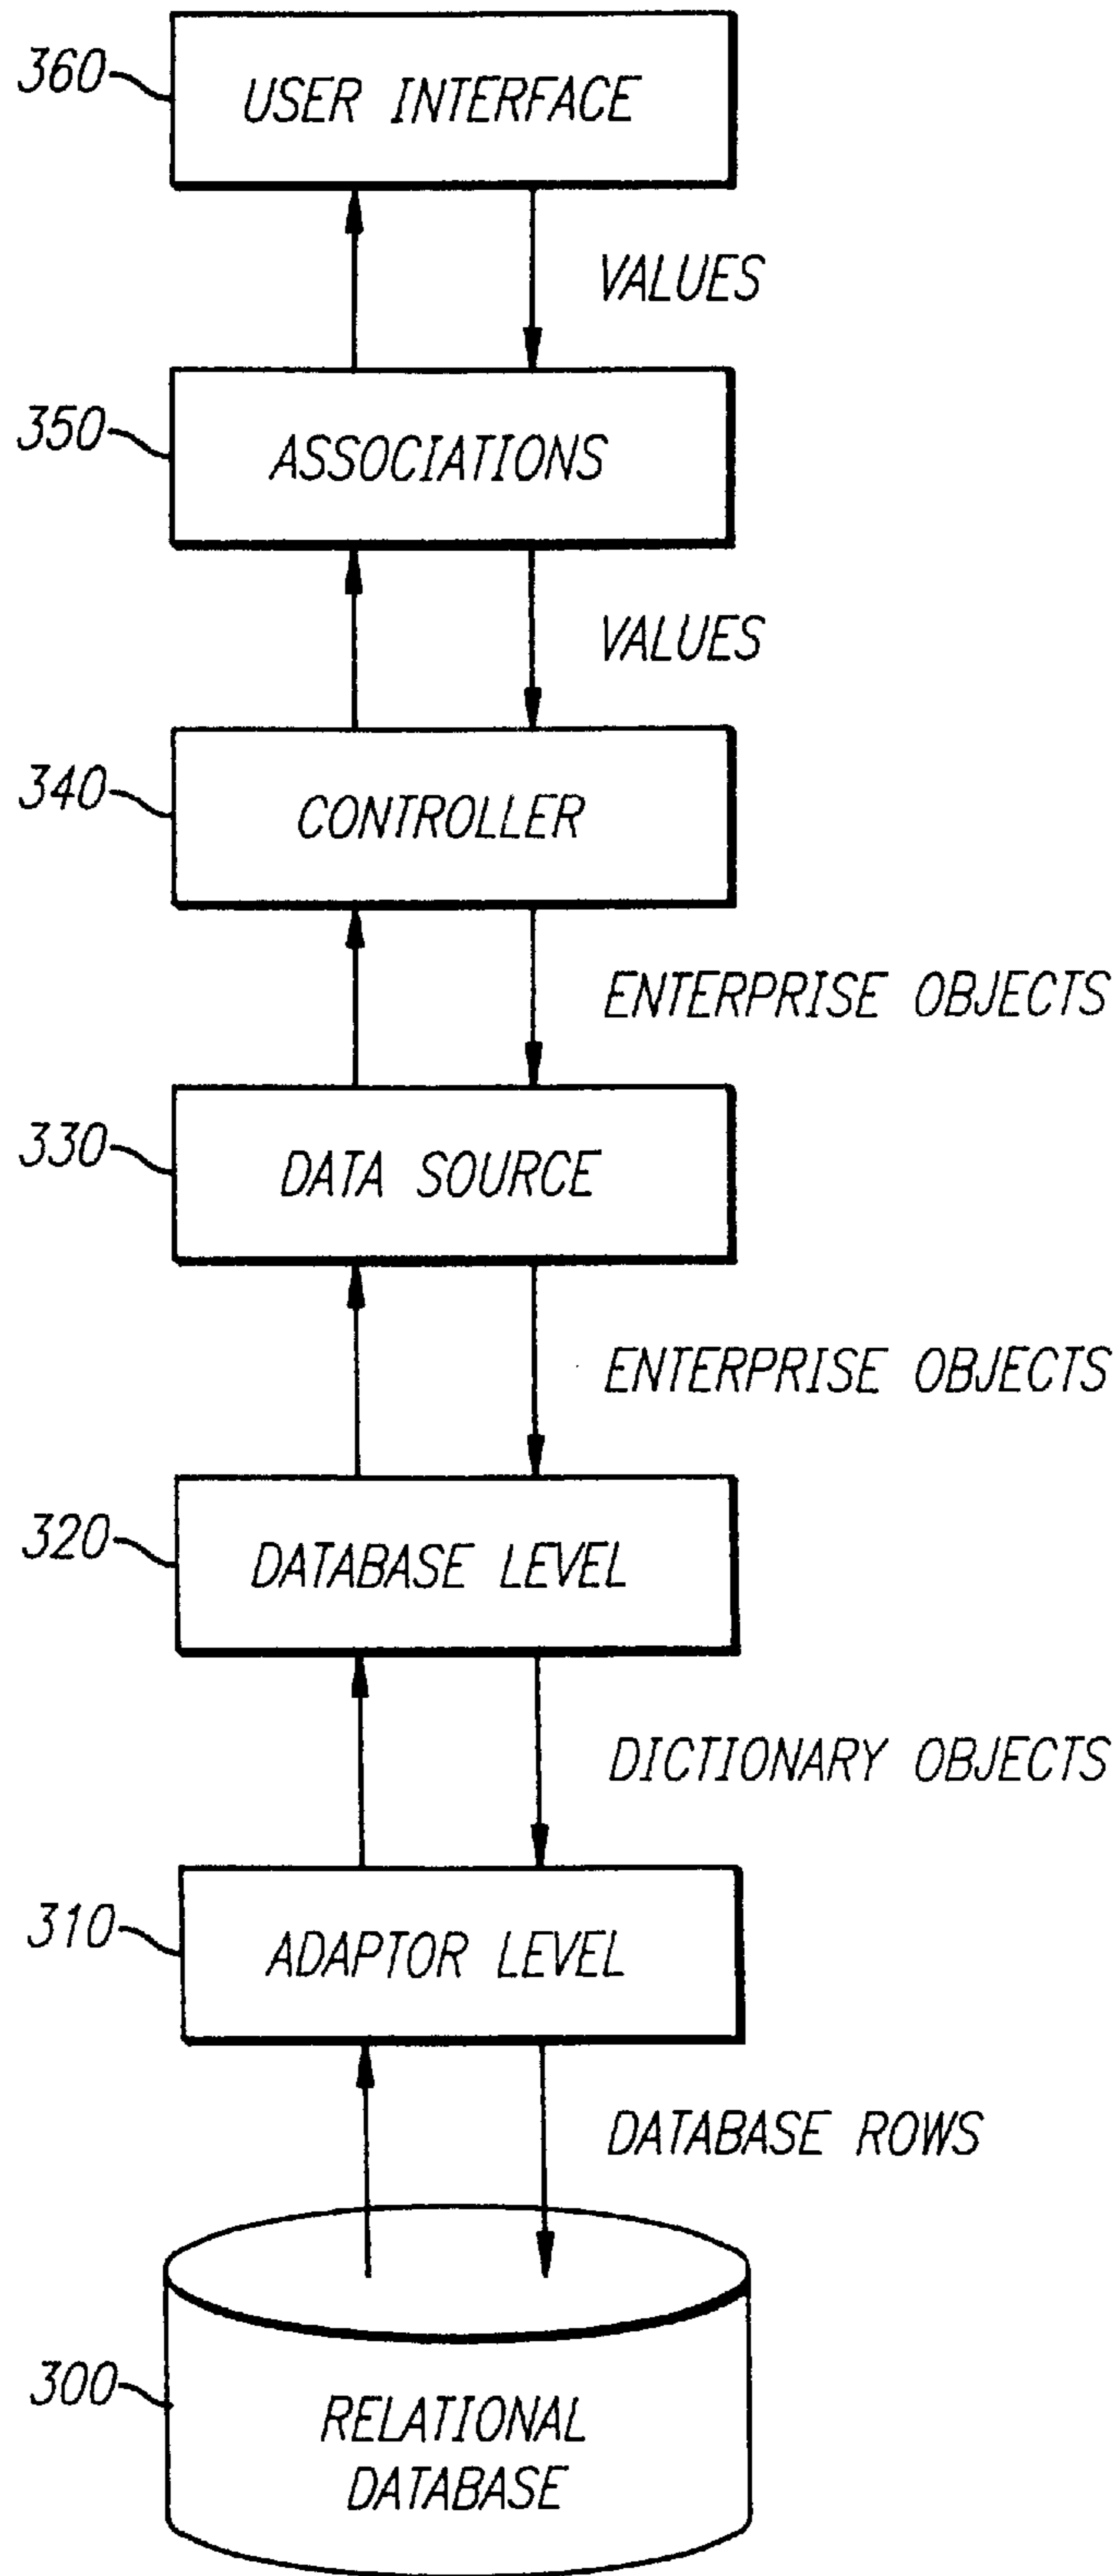 360
USER INTERFACE
VALUES
350
ASSOCIATIONS
VALUES
340
CONTROLLER
ENTERPRISE OBJECTS
330
DATA SOURCE
ENTERPRISE OBJECTS
320
DATABASE LEVEL
DICTIONARY OBJECTS
310
ADAPTOR LEVEL
DATABASE ROWS
300
RELATIONAL
DATABASE